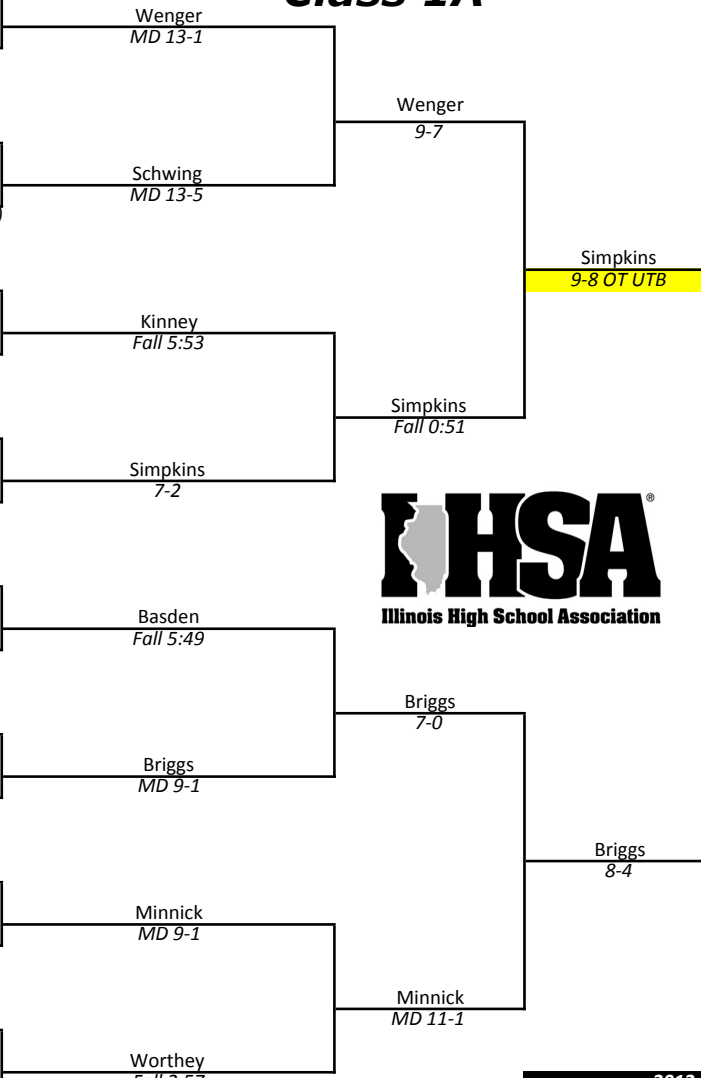 Class 1A
Wenger
MD 13-1
Wenger
9-7
Schwing
MD 13-5
Simpkins
9-8 OT UTB
Kinney
Fall 5:53
Simpkins
Fall 0:51
Simpkins
7-2
IHSA®
Illinois High School Association
Basden
Fall 5:49
Briggs
7-0
Briggs
MD 9-1
Briggs
8-4
Minnick
MD 9-1
Minnick
MD 11-1
Worthey